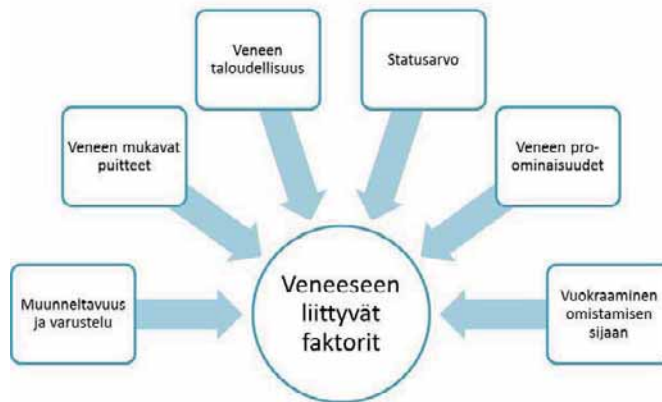 Veneen
taloudellisuus
Statusarvo
Veneen mukavat
puitteet
Veneen pro-
ominaisuudet
Muunneltavuus
ja varustelu
Veneeseen
liittyvät
faktorit
Vuokraaminen
omistamisen
sijaan